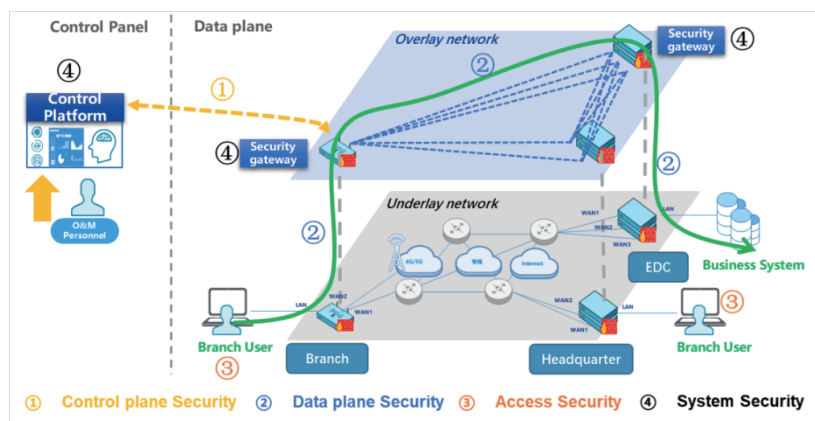 Control Panel
Data plane
Overlay network
②
Security
gateway
④
④
①
Control
Platform
④
Security
gateway
②
O&M
Personnel
Underlay network
②
WAN1
LAN
WAN2
WAN3
4G/5G
有线
Internet
EDC
Business System
WAN2
LAN
WAN1
WAN2
LAN
WAN1
③
Branch User
③
Branch
Headquarter
Branch User
① Control plane Security ② Data plane Security ③ Access Security ④ System Security